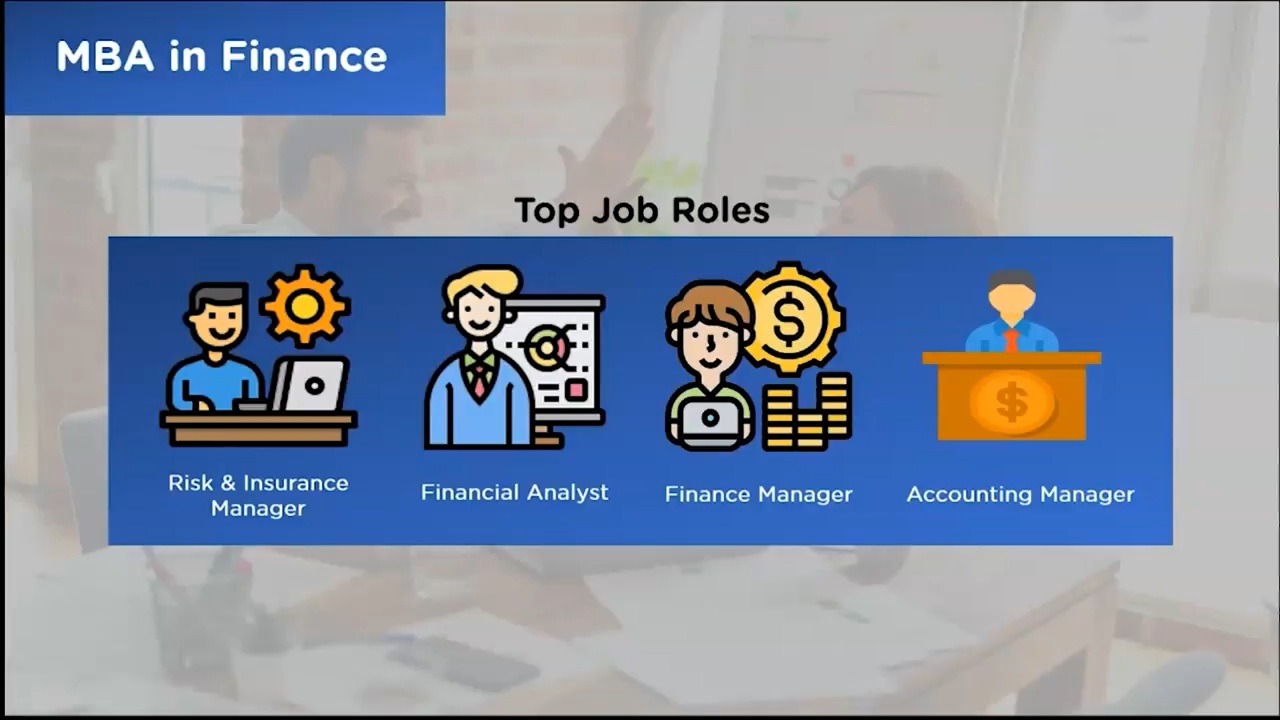 MBA in Finance
Top Job Roles
Risk & Insurance
Manager
Financial Analyst
Finance Manager
Accounting Manager